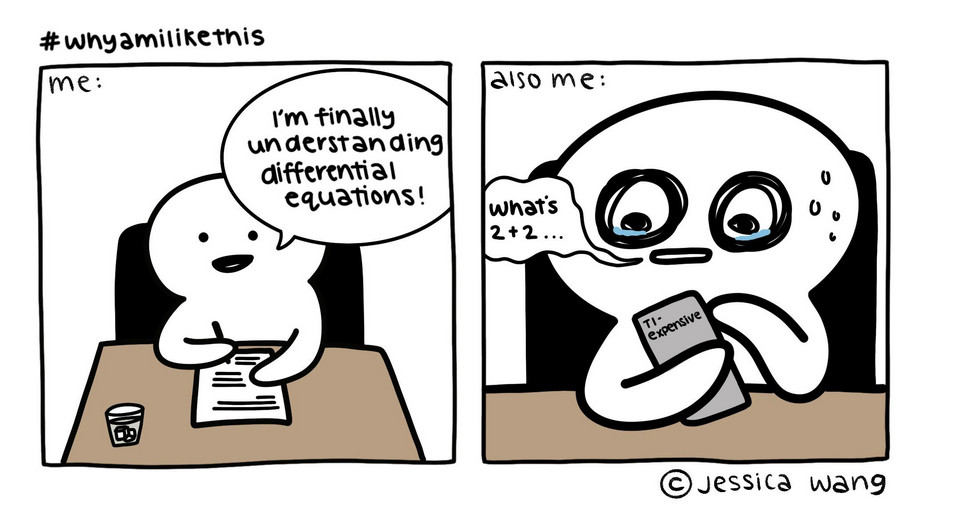 #whyamilikethis
me:
I'm finally
understanding
differential
equations!
also me:
What's
2+2...
TI-
expensive
© Jessica Wang